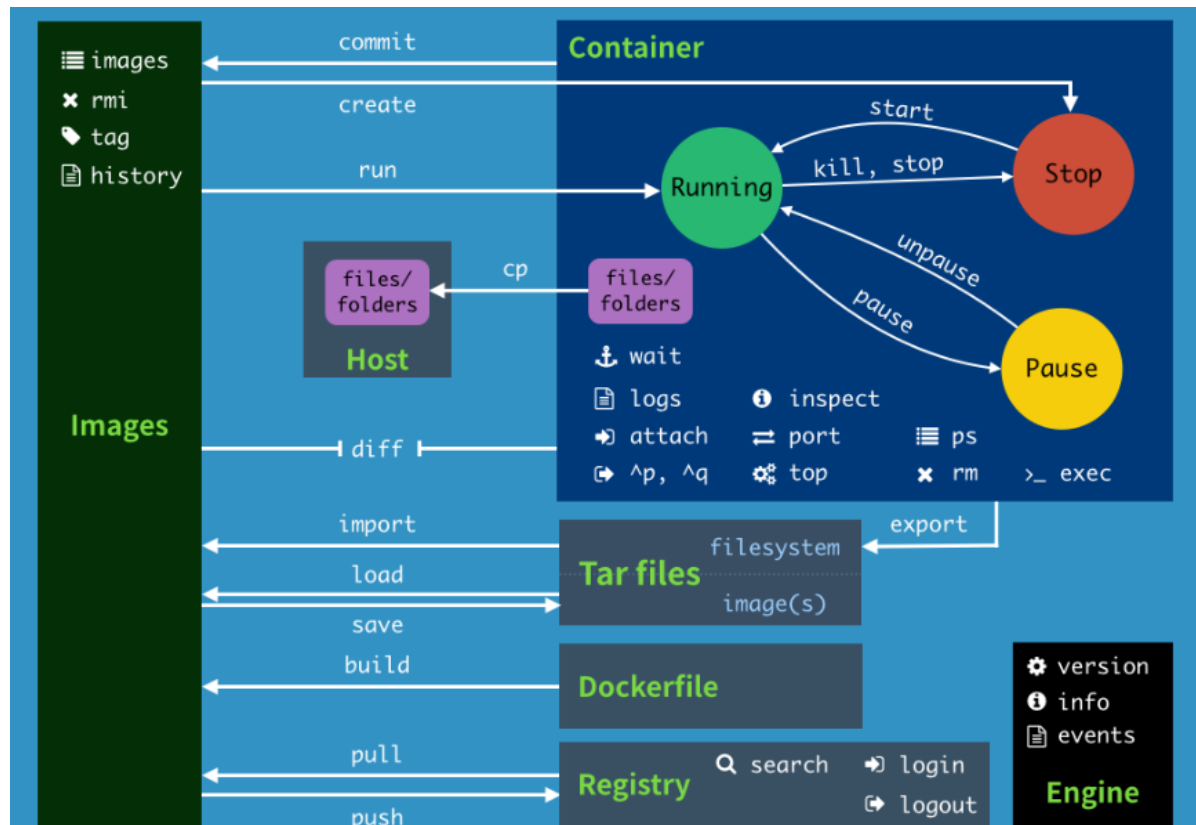 images
rmi
tag
history
Images
commit
create
run
Container
start
kill, stop
Running
Stop
unpause
pause
Pause
files/
folders
Host
cp
files/
folders
wait
logs
inspect
attach
port
ps
^p, ^q
top
rm
>_ exec
diff
import
export
filesystem
Tar files
load
image(s)
save
build
Dockerfile
pull
push
Registry
search
login
logout
version
info
events
Engine